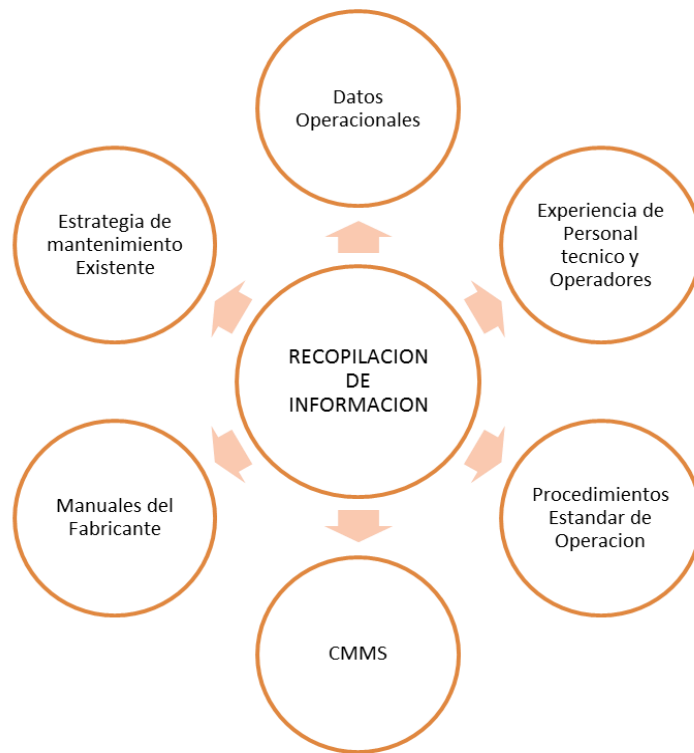 Datos
Operacionales
Estrategia de
mantenimiento
Existente
Experiencia de
Personal
tecnico y
Operadores
RECOPILACION
DE
INFORMACION
Manuales del
Fabricante
Procedimientos
Estandar de
Operacion
CMMS